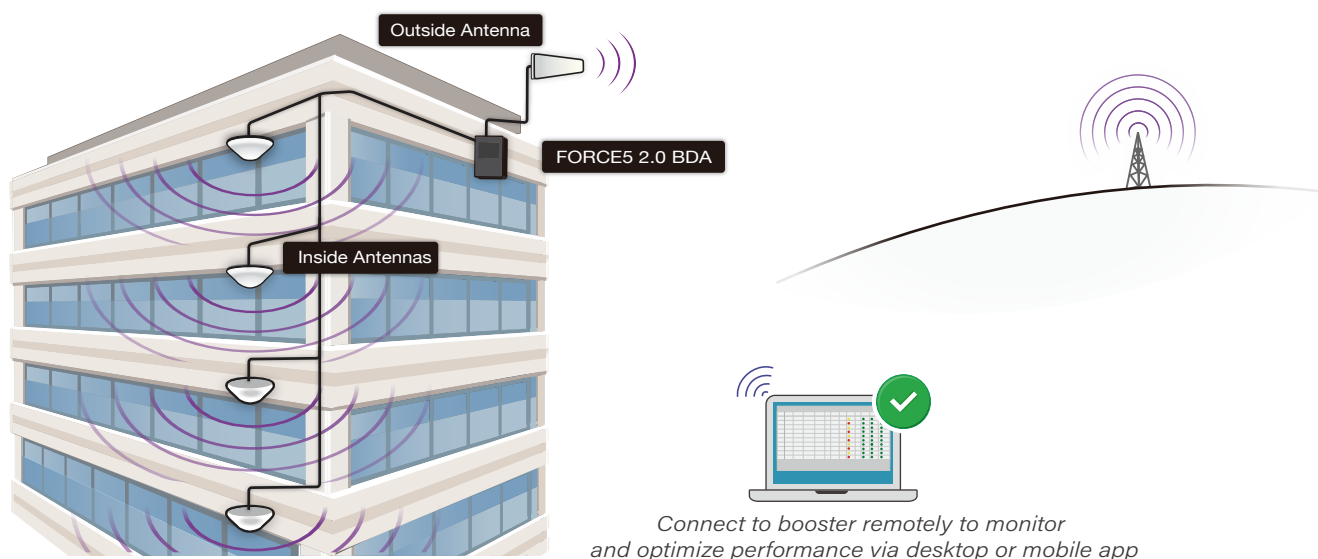 Outside Antenna
FORCE5 2.0 BDA
Inside Antennas
Connect to booster remotely to monitor
and optimize performance via desktop or mobile app